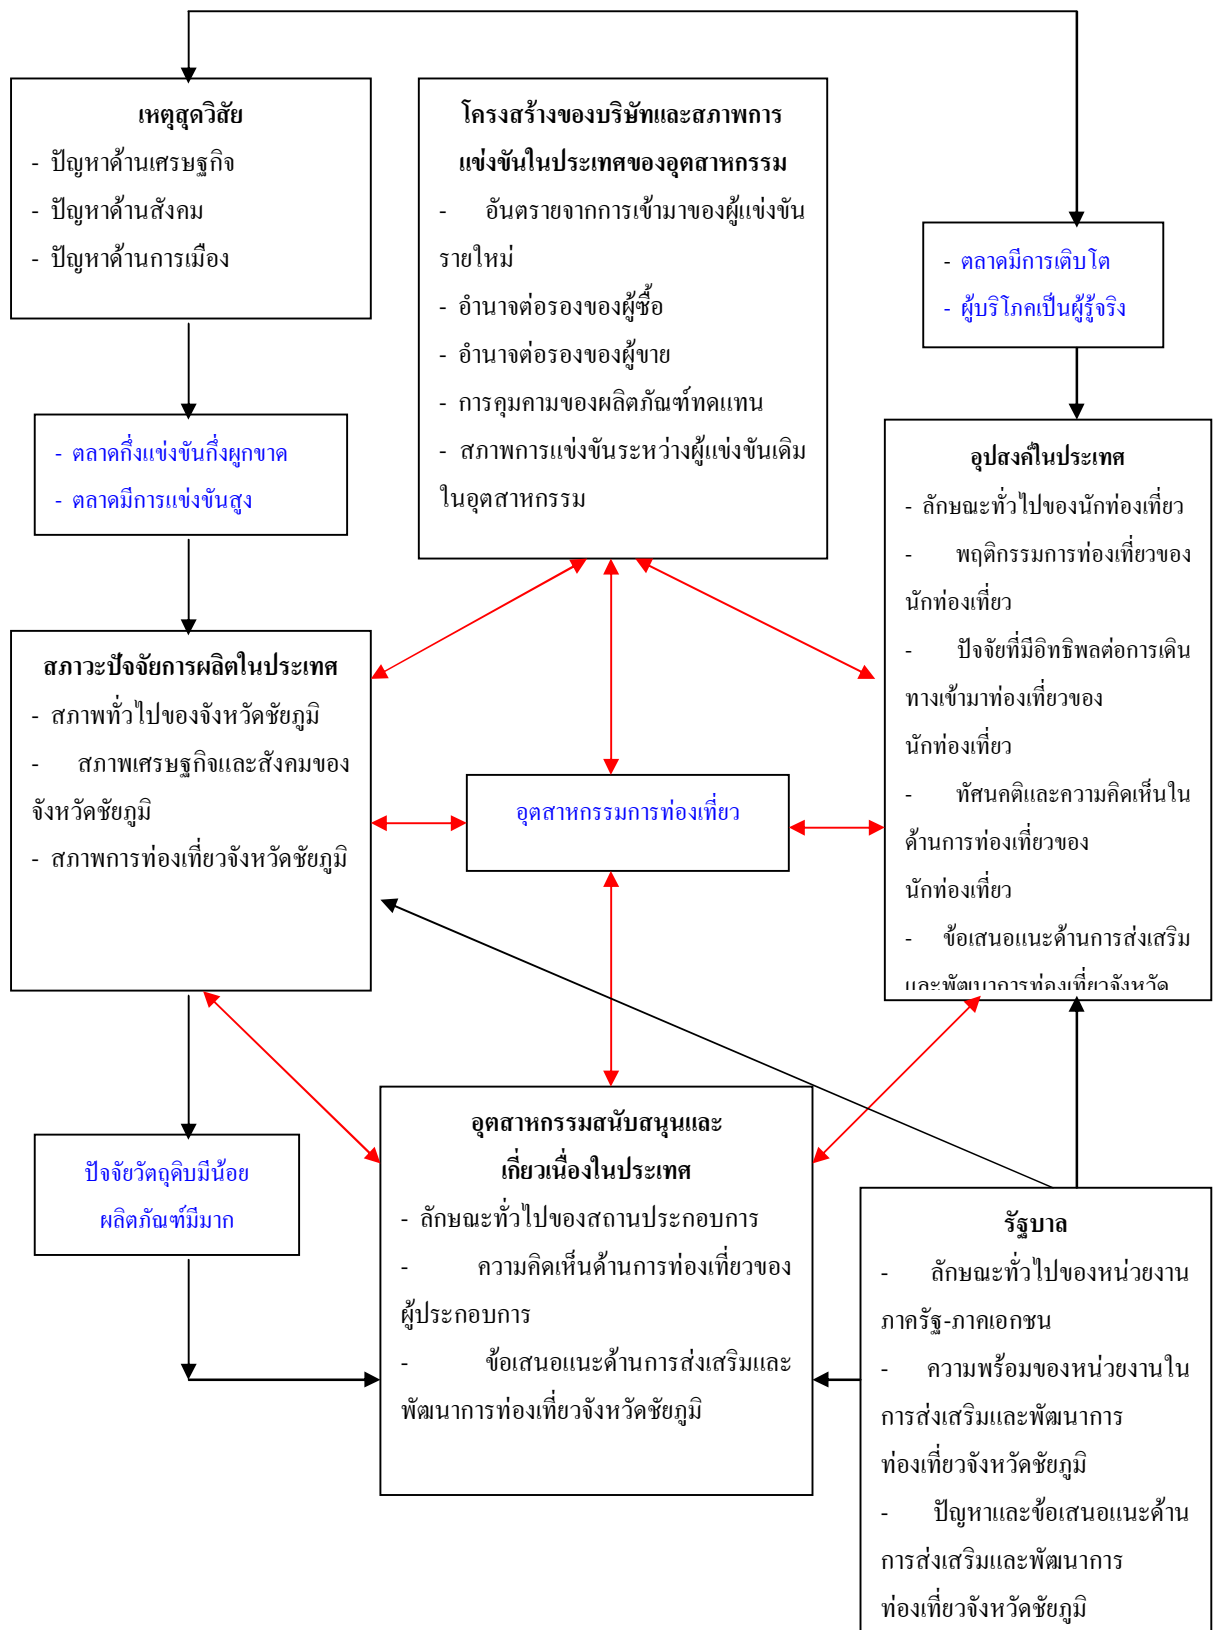 เหตุสุดวิสัย
- ปัญหาด้านเศรษฐกิจ
- ปัญหาด้านสังคม
- ปัญหาด้านการเมือง
โครงสร้างของบริษัทและสภาพการ
แข่งขันในประเทศของอุตสาหกรรม
- อันตรายจากการเข้ามาของผู้แข่งขัน
รายใหม่
- อำนาจต่อรองของผู้ซื้อ
- อำนาจต่อรองของผู้ขาย
- การคุมคามของผลิตภัณฑ์ทดแทน
- สภาพการแข่งขันระหว่างผู้แข่งขันเดิม
ในอุตสาหกรรม
- ตลาดมีการเติบโต
- ผู้บริโภคเป็นผู้รู้จริง
- ตลาดกึ่งแข่งขันกึ่งผูกขาด
- ตลาดมีการแข่งขันสูง
อุปสงค์ในประเทศ
- ลักษณะทั่วไปของนักท่องเที่ยว
- พฤติกรรมการท่องเที่ยวของ
นักท่องเที่ยว
- ปัจจัยที่มีอิทธิพลต่อการเดิน
ทางเข้ามาท่องเที่ยวของ
นักท่องเที่ยว
- ทัศนคติและความคิดเห็นใน
ด้านการท่องเที่ยวของ
นักท่องเที่ยว
- ข้อเสนอแนะด้านการส่งเสริม
และพัฒนาการท่องเที่ยวจังหวัด
สภาวะปัจจัยการผลิตในประเทศ
- สภาพทั่วไปของจังหวัดชัยภูมิ
- สภาพเศรษฐกิจและสังคมของ
จังหวัดชัยภูมิ
- สภาพการท่องเที่ยวจังหวัดชัยภูมิ
อุตสาหกรรมการท่องเที่ยว
ปัจจัยวัตถุดิบมีน้อย
ผลิตภัณฑ์มีมาก
อุตสาหกรรมสนับสนุนและ
เกี่ยวเนื่องในประเทศ
- ลักษณะทั่วไปของสถานประกอบการ
- ความคิดเห็นด้านการท่องเที่ยวของ
ผู้ประกอบการ
- ข้อเสนอแนะด้านการส่งเสริมและ
พัฒนาการท่องเที่ยวจังหวัดชัยภูมิ
รัฐบาล
- ลักษณะทั่วไปของหน่วยงาน
ภาครัฐ-ภาคเอกชน
- ความพร้อมของหน่วยงานใน
การส่งเสริมและพัฒนาการ
ท่องเที่ยวจังหวัดชัยภูมิ
- ปัญหาและข้อเสนอแนะด้าน
การส่งเสริมและพัฒนาการ
ท่องเที่ยวจังหวัดชัยภูมิ